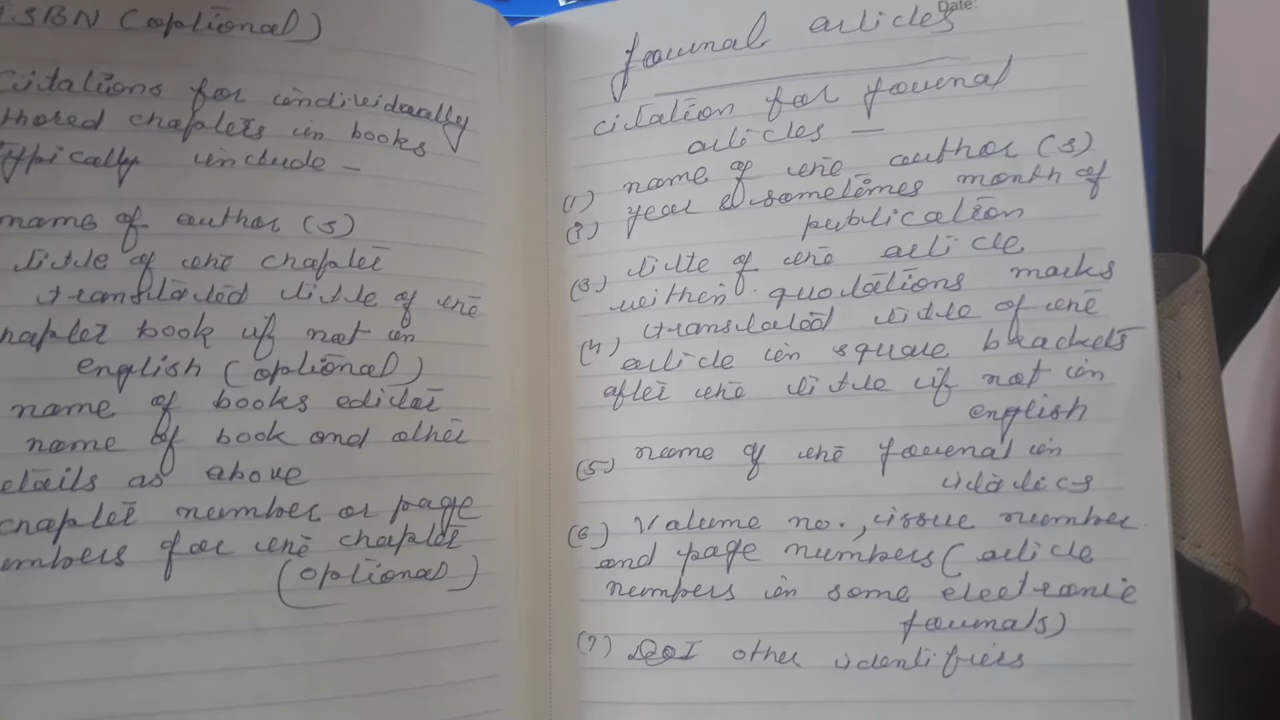 ISBN (optional)
Citations for individually
thored chapters in books
typically include -
name of author (s)
title of the chapter
translated title of the
hapter book if not in
english (optional)
name of books editor
name of book and other
etails as above
chapter number or page
umbers for the chapter
(optional)
Date:
Journal articles
citation for journal
articles —
(1) name of the author (s)
(2) year & sometimes month of
publication
(3) title of the article
within quotations marks
(4) translated title of the
article in square brackets
after the title if not in
english
(5) name of the journal in
italics
(6) Volume no., issue number
and page numbers (article
numbers in some electronic
journals)
(7) DOI other identifiers